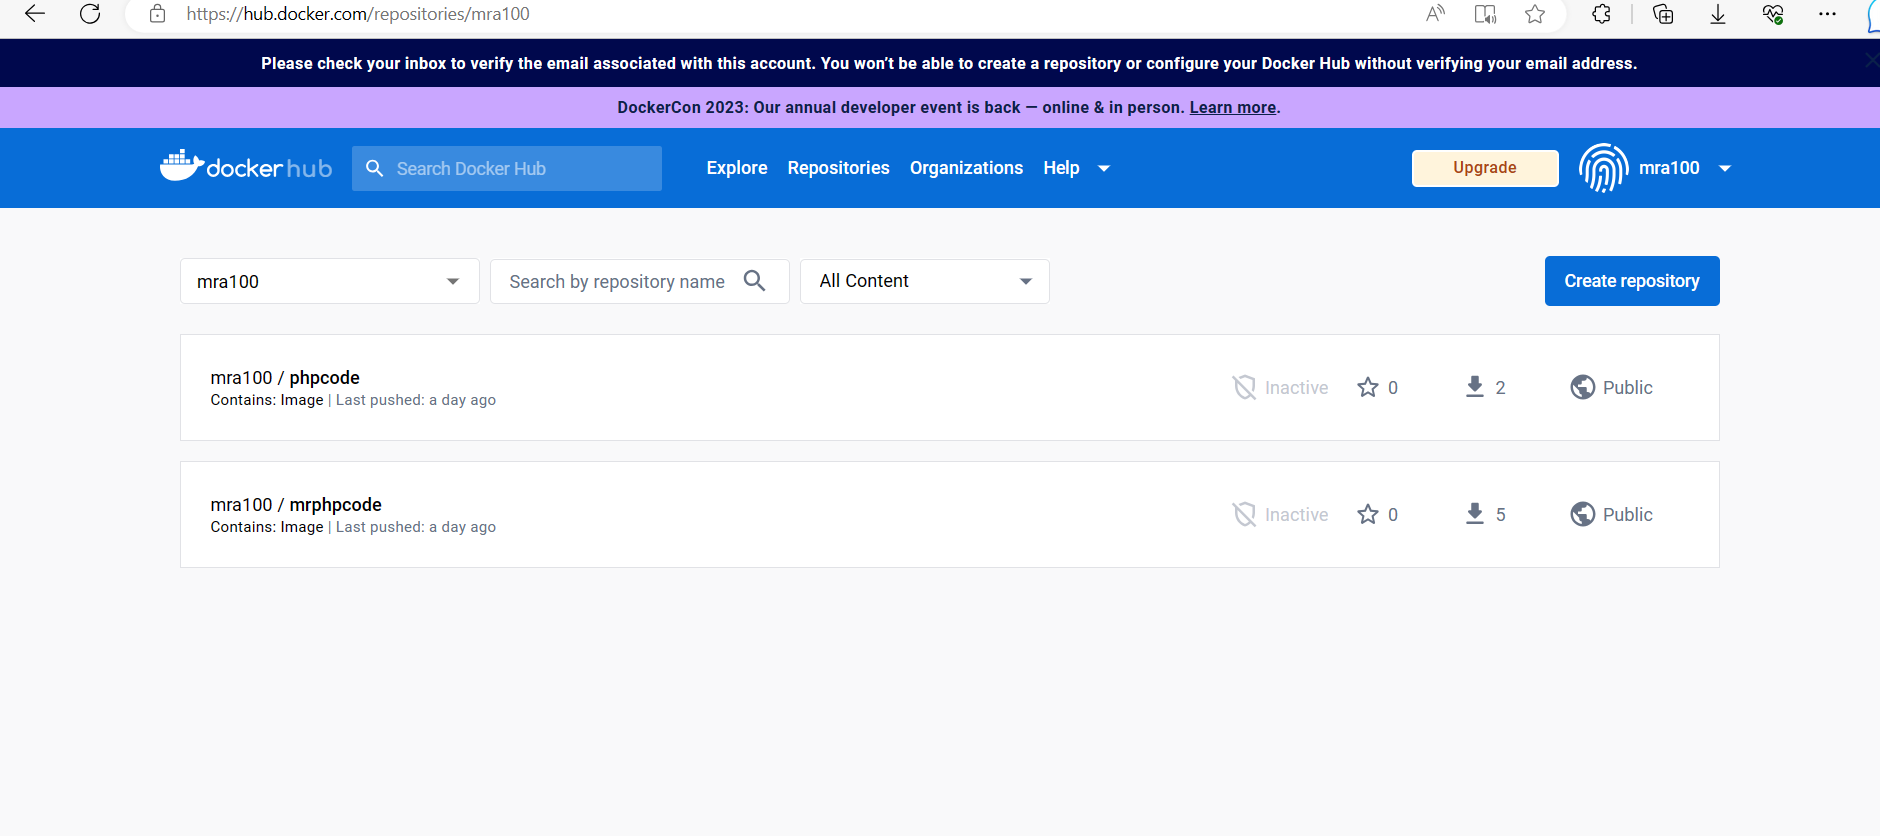 https://hub.docker.com/repositories/mra100
Please check your inbox to verify the email associated with this account. You won’t be able to create a repository or configure your Docker Hub without verifying your email address.
DockerCon 2023: Our annual developer event is back — online & in person. Learn more.
docker hub
Search Docker Hub
Explore
Repositories
Organizations
Help
Upgrade
mra100
mra100
Search by repository name
All Content
Create repository
mra100 / phpcode
Contains: Image | Last pushed: a day ago
Inactive
0
2
Public
mra100 / mrphpcode
Contains: Image | Last pushed: a day ago
Inactive
0
5
Public